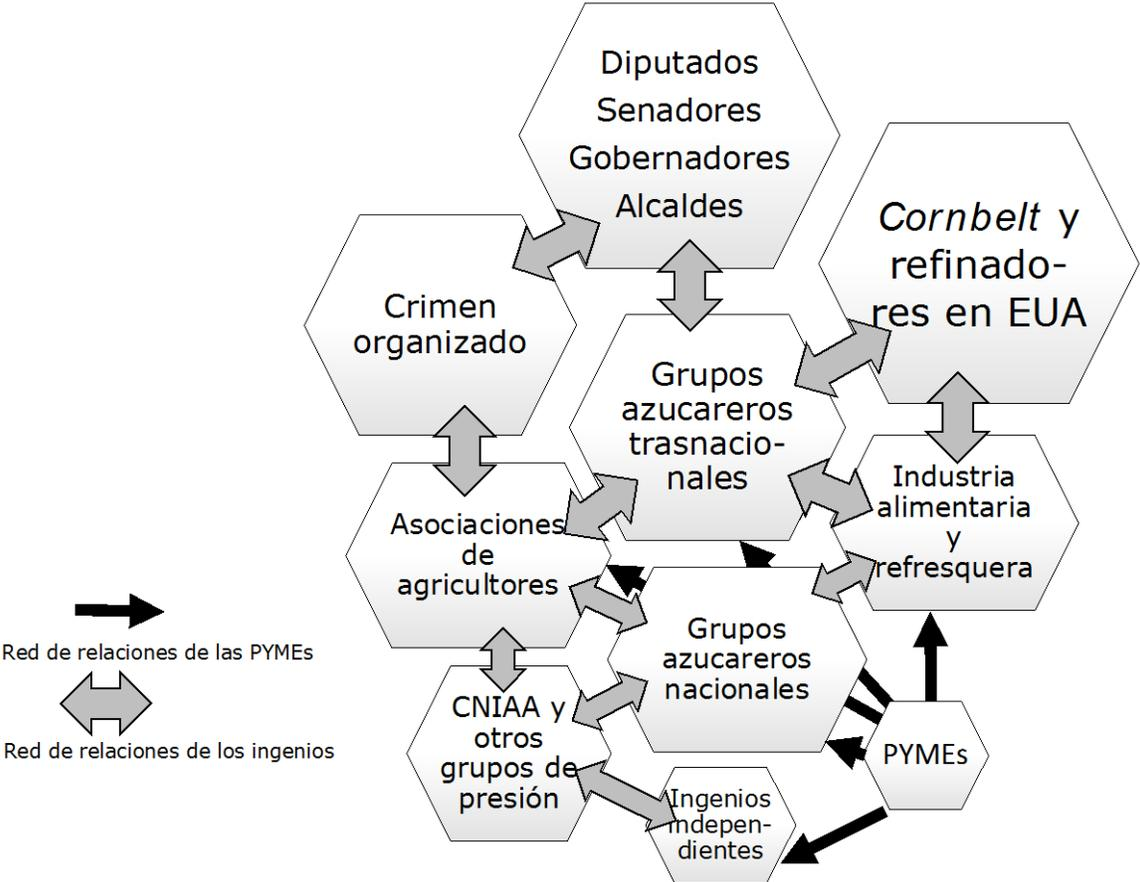 Diputados
Senadores
Gobernadores
Alcaldes
Cornbelt y
refinado-
res en EUA
Crimen
organizado
Grupos
azucareros
trasnacio-
nales
Industria
alimentaria
y
refresquera
Asociaciones
de
agricultores
Grupos
azucareros
nacionales
CNIAA y
otros
grupos de
presión
PYMEs
Ingenios
indepen-
dientes
Red de relaciones de las PYMEs
Red de relaciones de los ingenios